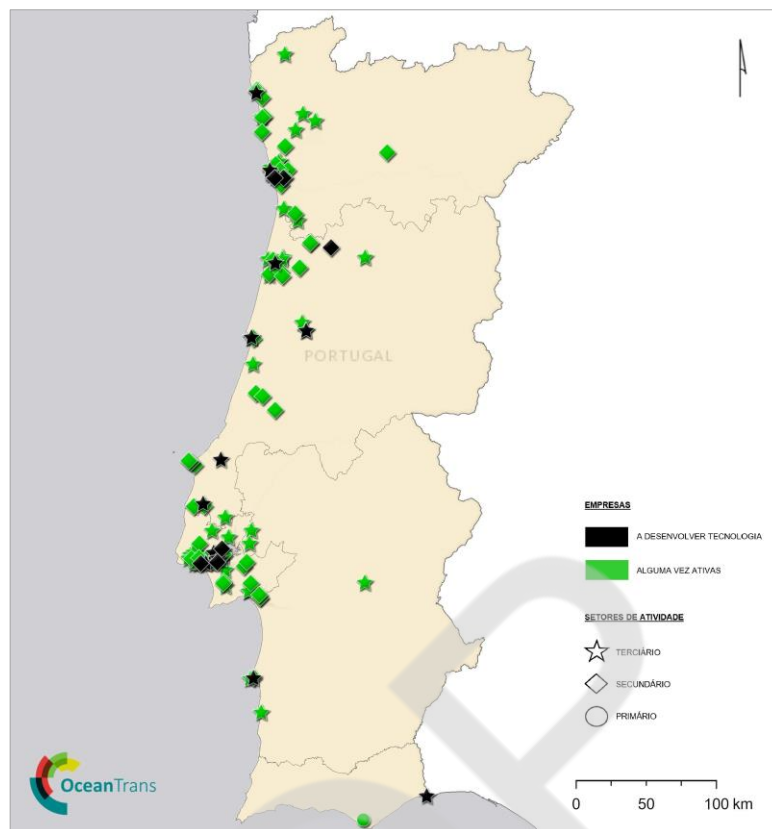 PORTUGAL
EMPRESAS
A DESENVOLVER TECNOLOGIA
ALGUMA VEZ ATIVAS
SETORES DE ATIVIDADE
TERCIÁRIO
SECUNDÁRIO
PRIMÁRIO
OceanTrans
0 50 100 km